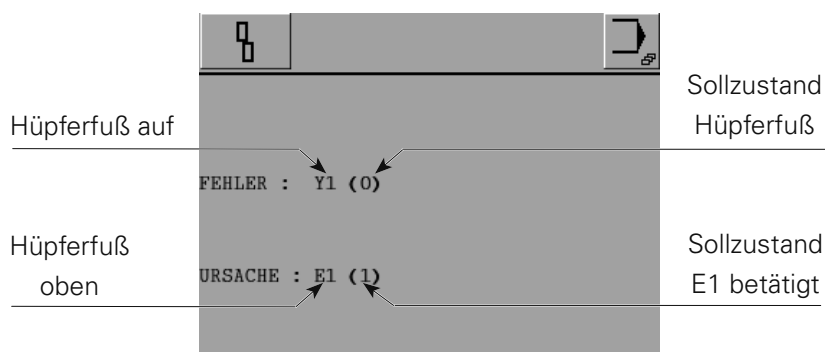 Sollzustand
Hüpferfuß
Hüpferfuß auf
FEHLER : Y1 (0)
Hüpferfuß
oben
Sollzustand
E1 betätigt
URSACHE : E1 (1)